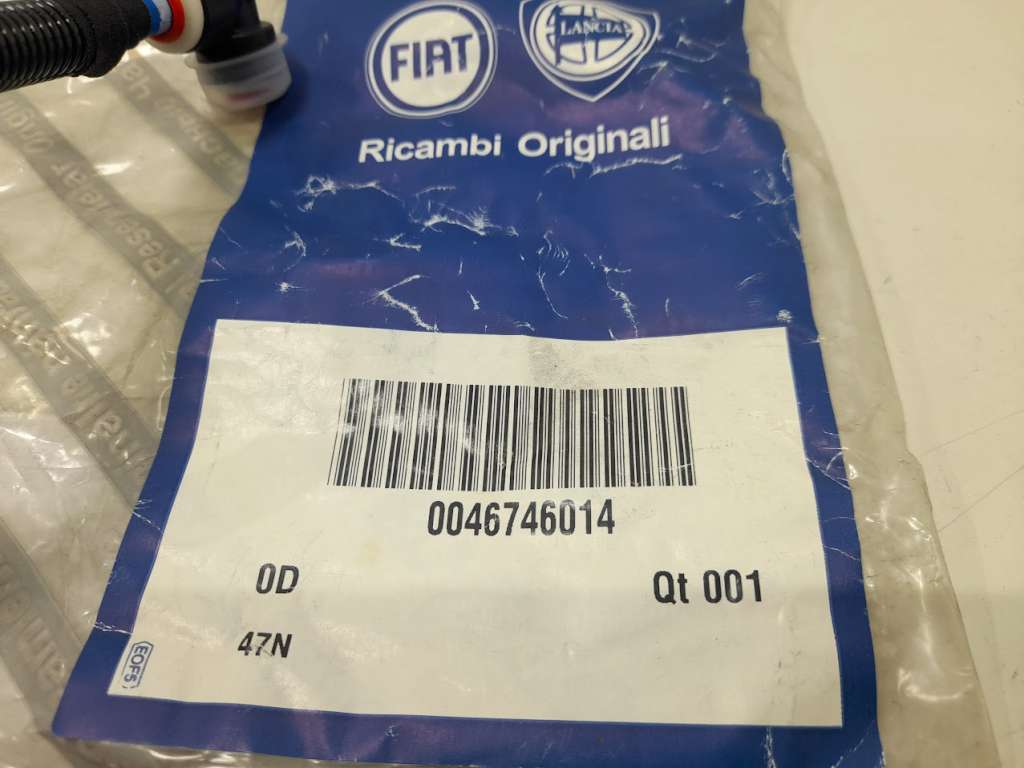 FIAT
LANCIA
Ricambi Originali
0046746014
0D
Qt 001
47N
EOF5